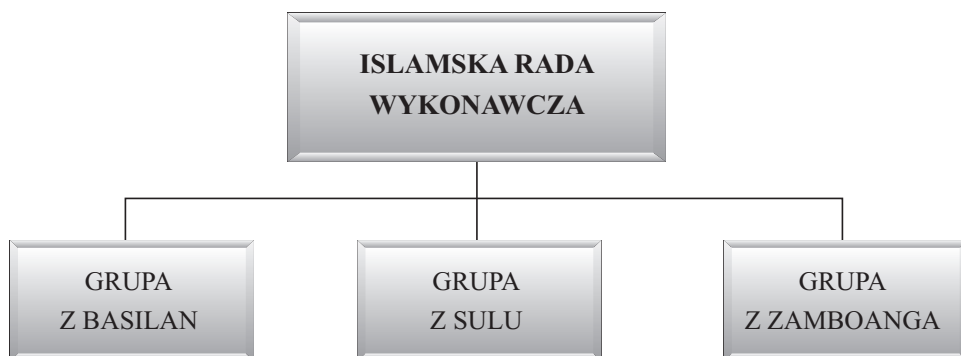 ISLAMSKA RADA
WYKONAWCZA
GRUPA
Z BASILAN
GRUPA
Z SULU
GRUPA
Z ZAMBOANGA